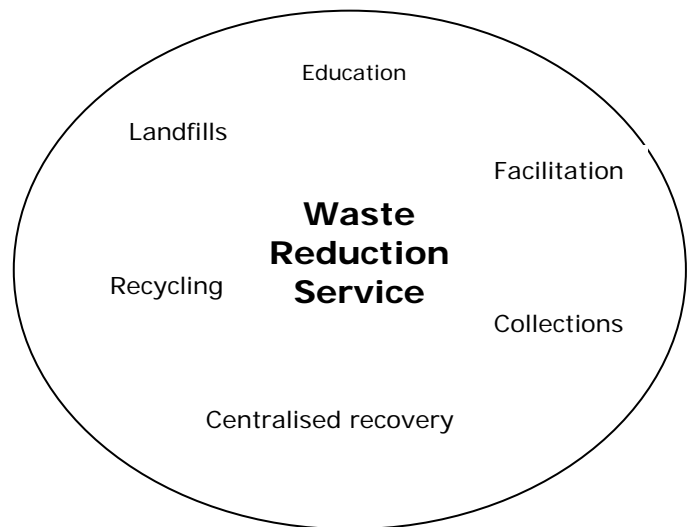 Education
Landfills
Facilitation
Waste
Reduction
Service
Recycling
Collections
Centralised recovery